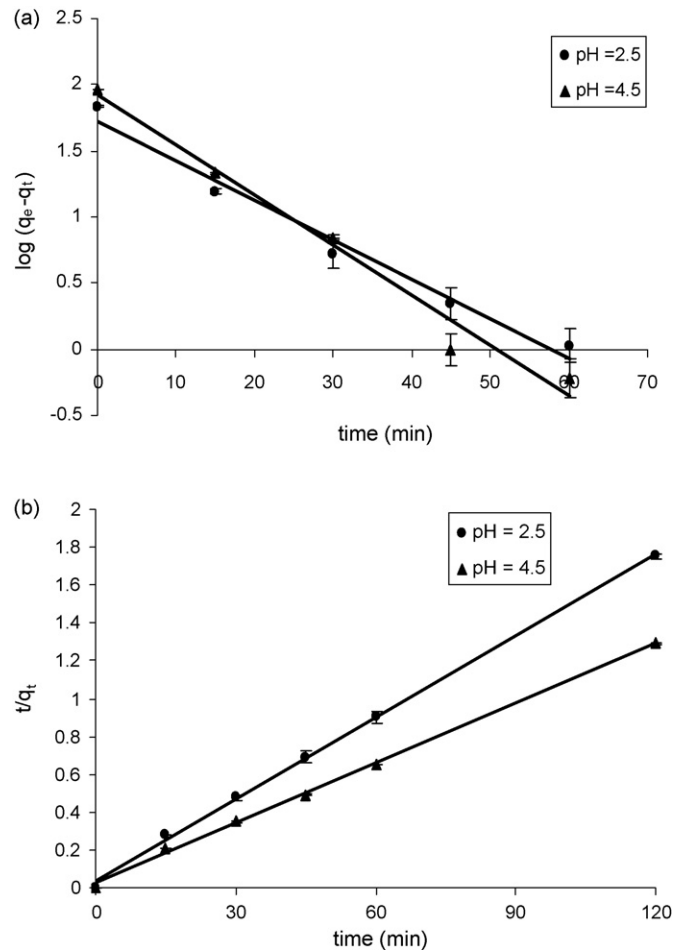 (a)
2.5
2
1.5
1
0.5
0
-0.5
0 10 20 30 40 50 60 70
log (qₑ-qₜ)
time (min)
pH =2.5
pH =4.5
(b)
2
1.8
1.6
1.4
1.2
1
0.8
0.6
0.4
0.2
0
0 30 60 90 120
t/qₜ
time (min)
pH = 2.5
pH = 4.5